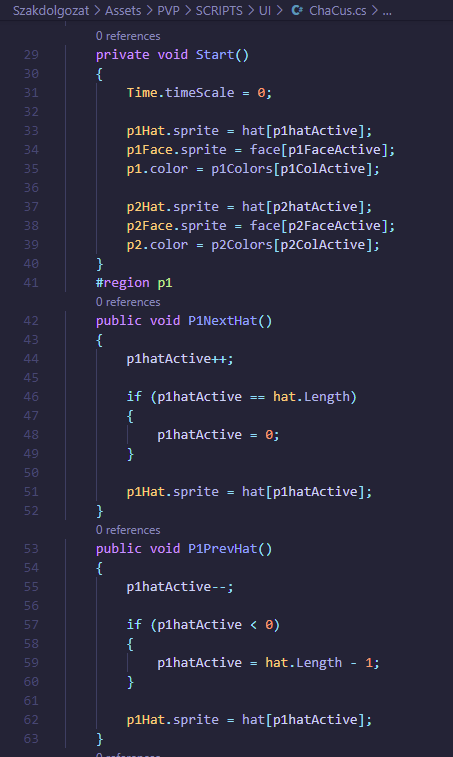 Szakdolgozat > Assets > PVP > SCRIPTS > UI > C# ChaCus.cs > ...
0 references
29 private void Start()
30 {
31 Time.timeScale = 0;
32
33 p1Hat.sprite = hat[p1hatActive];
34 p1Face.sprite = face[p1FaceActive];
35 p1.color = p1Colors[p1ColActive];
36
37 p2Hat.sprite = hat[p2hatActive];
38 p2Face.sprite = face[p2FaceActive];
39 p2.color = p2Colors[p2ColActive];
40 }
41 #region p1
0 references
42 public void P1NextHat()
43 {
44 p1hatActive++;
45
46 if (p1hatActive == hat.Length)
47 {
48 p1hatActive = 0;
49 }
50
51 p1Hat.sprite = hat[p1hatActive];
52 }
0 references
53 public void P1PrevHat()
54 {
55 p1hatActive--;
56
57 if (p1hatActive < 0)
58 {
59 p1hatActive = hat.Length - 1;
60 }
61
62 p1Hat.sprite = hat[p1hatActive];
63 }
0 references